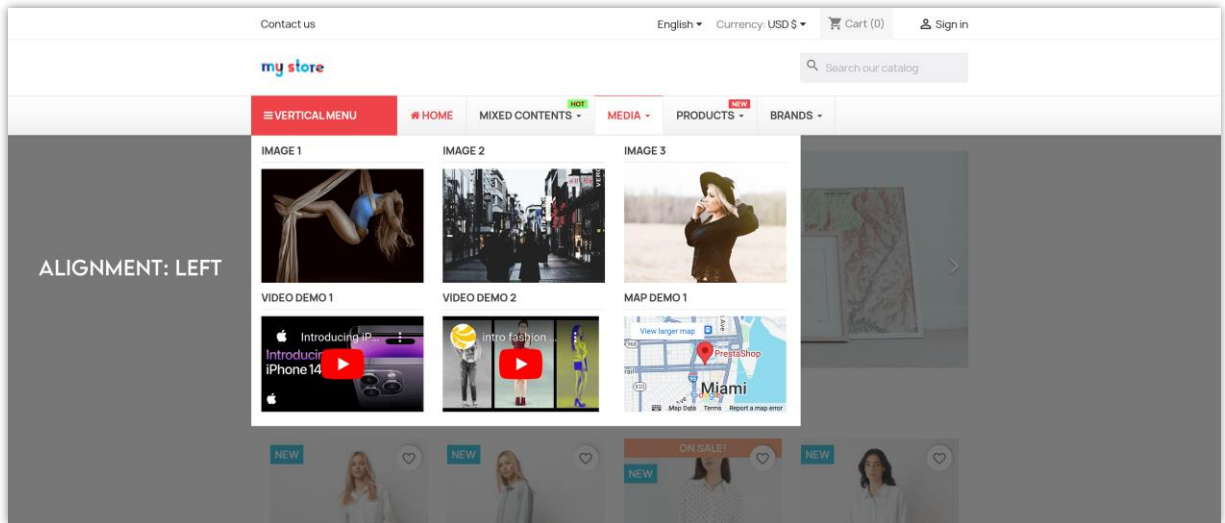 Contact us
English
Currency: USD $
Cart (0)
Sign in
my store
Search our catalog
VERTICAL MENU
HOME
MIXED CONTENTS
HOT
MEDIA
PRODUCTS
NEW
BRANDS
IMAGE 1
IMAGE 2
IMAGE 3
ALIGNMENT: LEFT
VIDEO DEMO 1
VIDEO DEMO 2
MAP DEMO 1
Introducing iP...
Introducin
iPhone 14
intro fashion ...
View larger map
PrestaShop
Miami
Google
Map Data
Terms
Report a map error
NEW
NEW
ON SALE!
NEW
NEW